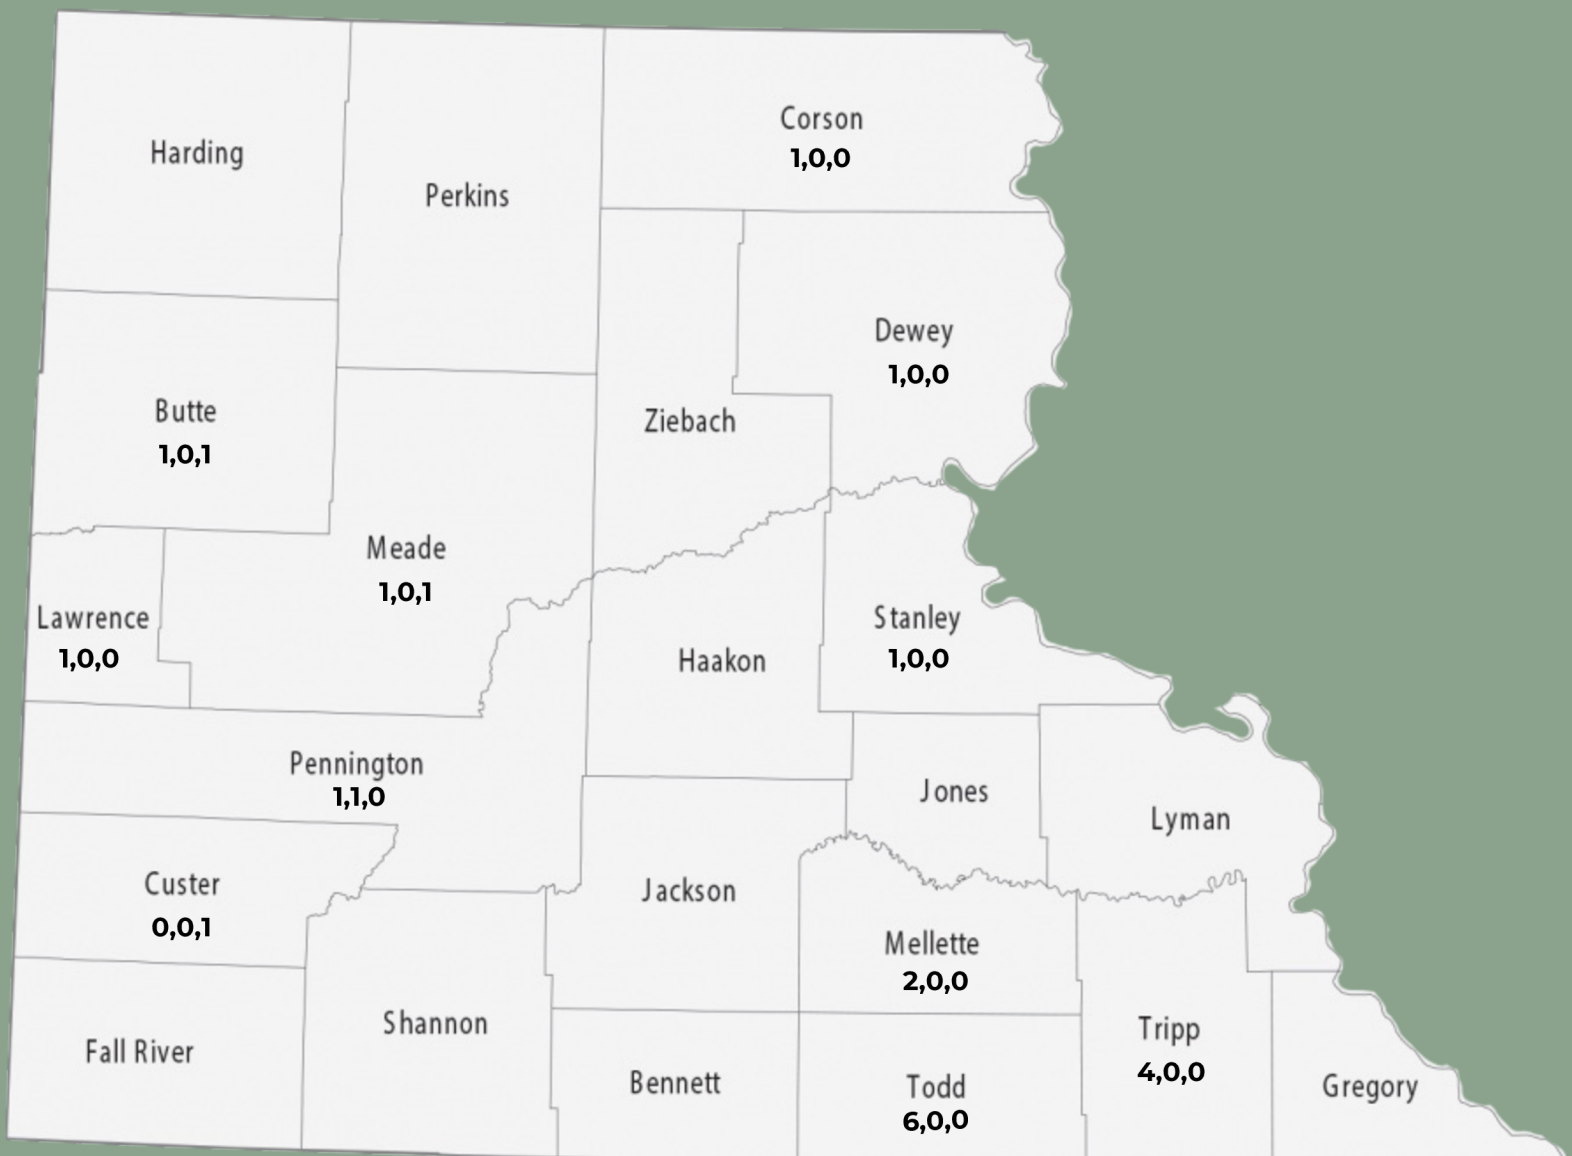 Harding
Perkins
Corson
1,0,0
Butte
1,0,1
Meade
1,0,1
Ziebach
Dewey
1,0,0
Lawrence
1,0,0
Haakon
Stanley
1,0,0
Pennington
1,1,0
Jones
Lyman
Custer
0,0,1
Jackson
Mellette
2,0,0
Fall River
Shannon
Bennett
Todd
6,0,0
Tripp
4,0,0
Gregory